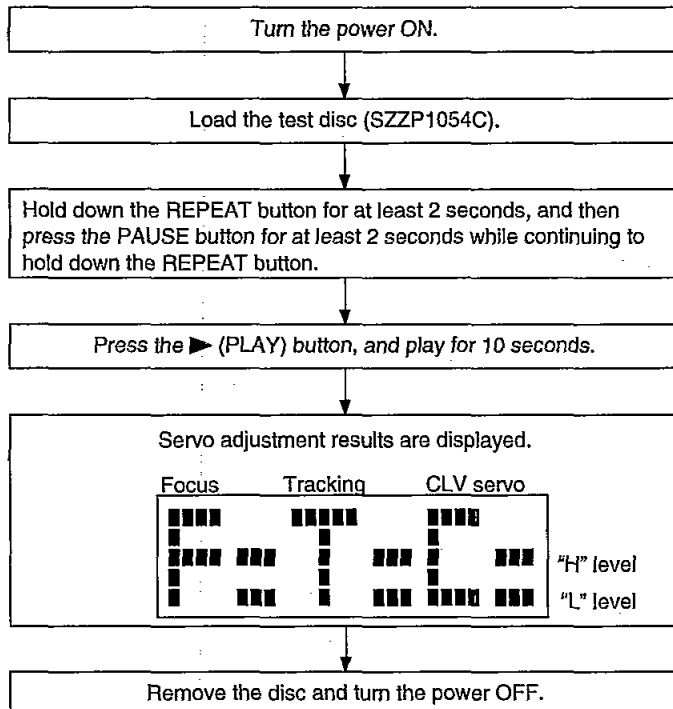 Turn the power ON.
Load the test disc (SZZP1054C).
Hold down the REPEAT button for at least 2 seconds, and then
press the PAUSE button for at least 2 seconds while continuing to
hold down the REPEAT button.
Press the ▶ (PLAY) button, and play for 10 seconds.
Servo adjustment results are displayed.
Focus Tracking CLV servo
F T C
"H" level
"L" level
Remove the disc and turn the power OFF.